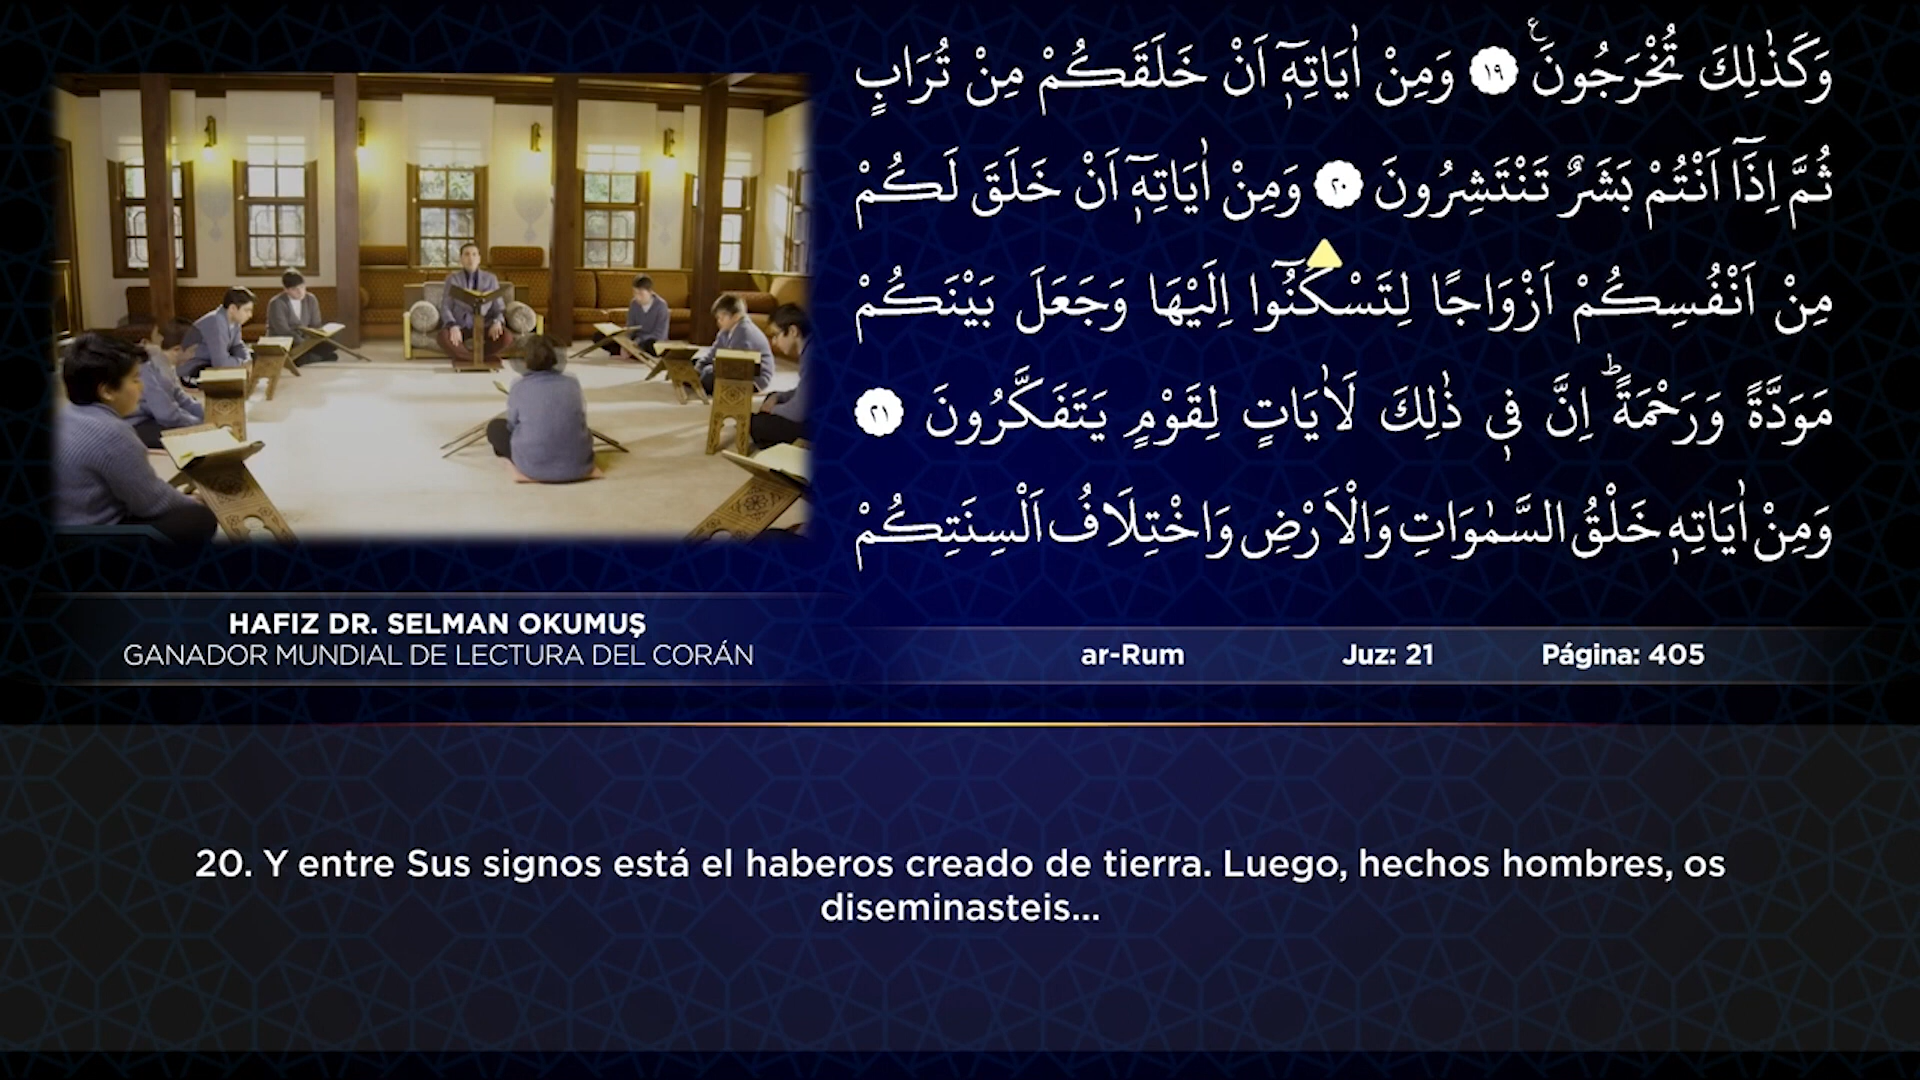 وَكَذٰلِكَ تُخْرَجُونَ ۧ ١٩ وَمِنْ اٰيَاتِهٖٓ اَنْ خَلَقَكُمْ مِنْ تُرَابٍ
ثُمَّ اِذَٓا اَنْتُمْ بَشَرٌ تَنْتَشِرُونَ ٢٠ وَمِنْ اٰيَاتِهٖٓ اَنْ خَلَقَ لَكُمْ
مِنْ اَنْفُسِكُمْ اَزْوَاجًا لِتَسْكُنُٓوا اِلَيْهَا وَجَعَلَ بَيْنَكُمْ
مَوَدَّةً وَرَحْمَةًۜ اِنَّ فٖي ذٰلِكَ لَاٰيَاتٍ لِقَوْمٍ يَتَفَكَّرُونَ ٢١
وَمِنْ اٰيَاتِهٖ خَلْقُ السَّمٰوَاتِ وَالْاَرْضِ وَاخْتِلَافُ اَلْسِنَتِكُمْ
HAFIZ DR. SELMAN OKUMUŞ
GANADOR MUNDIAL DE LECTURA DEL CORÁN
ar-Rum Juz: 21 Página: 405
20. Y entre Sus signos está el haberos creado de tierra. Luego, hechos hombres, os
diseminasteis...